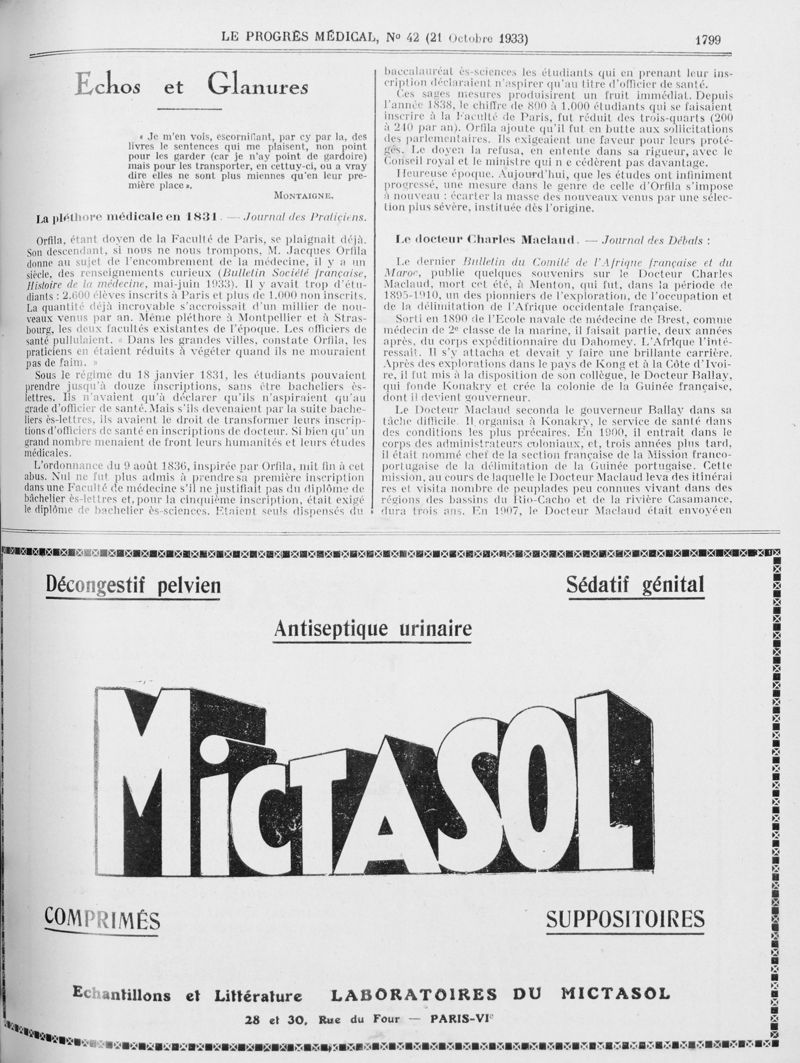 LE PROGRÈS MÉDICAL, No 42 (21 Octobre 1933)
1799
Echos et Glanures
« Je m'en vois, escorniflant, par cy par la, des
livres le sentences qui me plaisent, non point
pour les garder (car je n'ay point de gardoire)
mais pour les transporter, en cettuy-ci, ou a vray
dire elles ne sont plus miennes qu'en leur pre-
mière place ».
MONTAIGNE.
La pléthore médicale en 1831. — Journal des Praticiens.
Orfila, étant doyen de la Faculté de Paris, se plaignait déjà.
Son descendant, si nous ne nous trompons, M. Jacques Orfila
donne au sujet de l'encombrement de la médecine, il y a un
siècle, des renseignements curieux (Bulletin Société française,
Histoire de la médecine, mai-juin 1933). Il y avait trop d'étu-
diants : 2.600 élèves inscrits à Paris et plus de 1.000 non inscrits.
La quantité déjà incroyable s'accroissait d'un millier de nou-
veaux venus par an. Même pléthore à Montpellier et à Stras-
bourg, les deux facultés existantes de l'époque. Les officiers de
santé pullulaient. « Dans les grandes villes, constate Orfila, les
praticiens en étaient réduits à végéter quand ils ne mouraient
pas de faim. »
Sous le régime du 18 janvier 1831, les étudiants pouvaient
prendre jusqu'à douze inscriptions, sans être bacheliers ès-
lettres. Ils n'avaient qu'à déclarer qu'ils n'aspiraient qu'au
grade d'officier de santé. Mais s'ils devenaient par la suite bache-
liers ès-lettres, ils avaient le droit de transformer leurs inscrip-
tions d'officiers de santé en inscriptions de docteur. Si bien qu'un
grand nombre menaient de front leurs humanités et leurs études
médicales.
L'ordonnance du 9 août 1836, inspirée par Orfila, mit fin à cet
abus. Nul ne fut plus admis à prendre sa première inscription
dans une Faculté de médecine s'il ne justifiait pas du diplôme de
bâchelier ès-lettres et, pour la cinquième inscription, était exigé
le diplôme de bachelier ès-sciences. Etaient seuls dispensés du
baccalauréat ès-sciences les étudiants qui en prenant leur ins-
cription déclaraient n'aspirer qu'au titre d'officier de santé.
Ces sages mesures produisirent un fruit immédiat. Depuis
l'année 1838, le chiffre de 800 à 1.000 étudiants qui se faisaient
inscrire à la Faculté de Paris, fut réduit des trois-quarts (200
à 240 par an). Orfila ajoute qu'il fut en butte aux sollicitations
des parlementaires. Ils exigeaient une faveur pour leurs proté-
gés. Le doyen la refusa, en entente dans sa rigueur, avec le
Conseil royal et le ministre qui n e cédèrent pas davantage.
Heureuse époque. Aujourd'hui, que les études ont infiniment
progressé, une mesure dans le genre de celle d'Orfila s'impose
à nouveau : écarter la masse des nouveaux venus par une sélec-
tion plus sévère, instituée dès l'origine.
Le docteur Charles Maclaud. — Journal des Débats :
Le dernier Bulletin du Comité de l'Afrique française et du
Maroc, publie quelques souvenirs sur le Docteur Charles
Maclaud, mort cet été, à Menton, qui fut, dans la période de
1895-1910, un des pionniers de l'exploration, de l'occupation et
de la délimitation de l'Afrique occidentale française.
Sorti en 1890 de l'Ecole navale de médecine de Brest, comme
médecin de 2e classe de la marine, il faisait partie, deux années
après, du corps expéditionnaire du Dahomey. L'Afrique l'inté-
ressait. Il s'y attacha et devait y faire une brillante carrière.
Après des explorations dans le pays de Kong et à la Côte d'Ivoi-
re, il fut mis à la disposition de son collègue, le Docteur Ballay,
qui fonde Konakry et crée la colonie de la Guinée française,
dont il devient gouverneur.
Le Docteur Maclaud seconda le gouverneur Ballay dans sa
tâche difficile. Il organisa à Konakry, le service de santé dans
des conditions les plus précaires. En 1900, il entrait dans le
corps des administrateurs coloniaux, et, trois années plus tard,
il était nommé chef de la section française de la Mission franco-
portugaise de la délimitation de la Guinée portugaise. Cette
mission, au cours de laquelle le Docteur Maclaud leva des itinérai
res et visita nombre de peuplades peu connues vivant dans des
régions des bassins du Rio-Cacho et de la rivière Casamance,
dura trois ans. En 1907, le Docteur Maclaud était envoyé en
Décongestif pelvien
Sédatif génital
Antiseptique urinaire
MICTASOL
COMPRIMÉS
SUPPOSITOIRES
Echantillons et Littérature LABORATOIRES DU MICTASOL
28 et 30, Rue du Four — PARIS-VIe